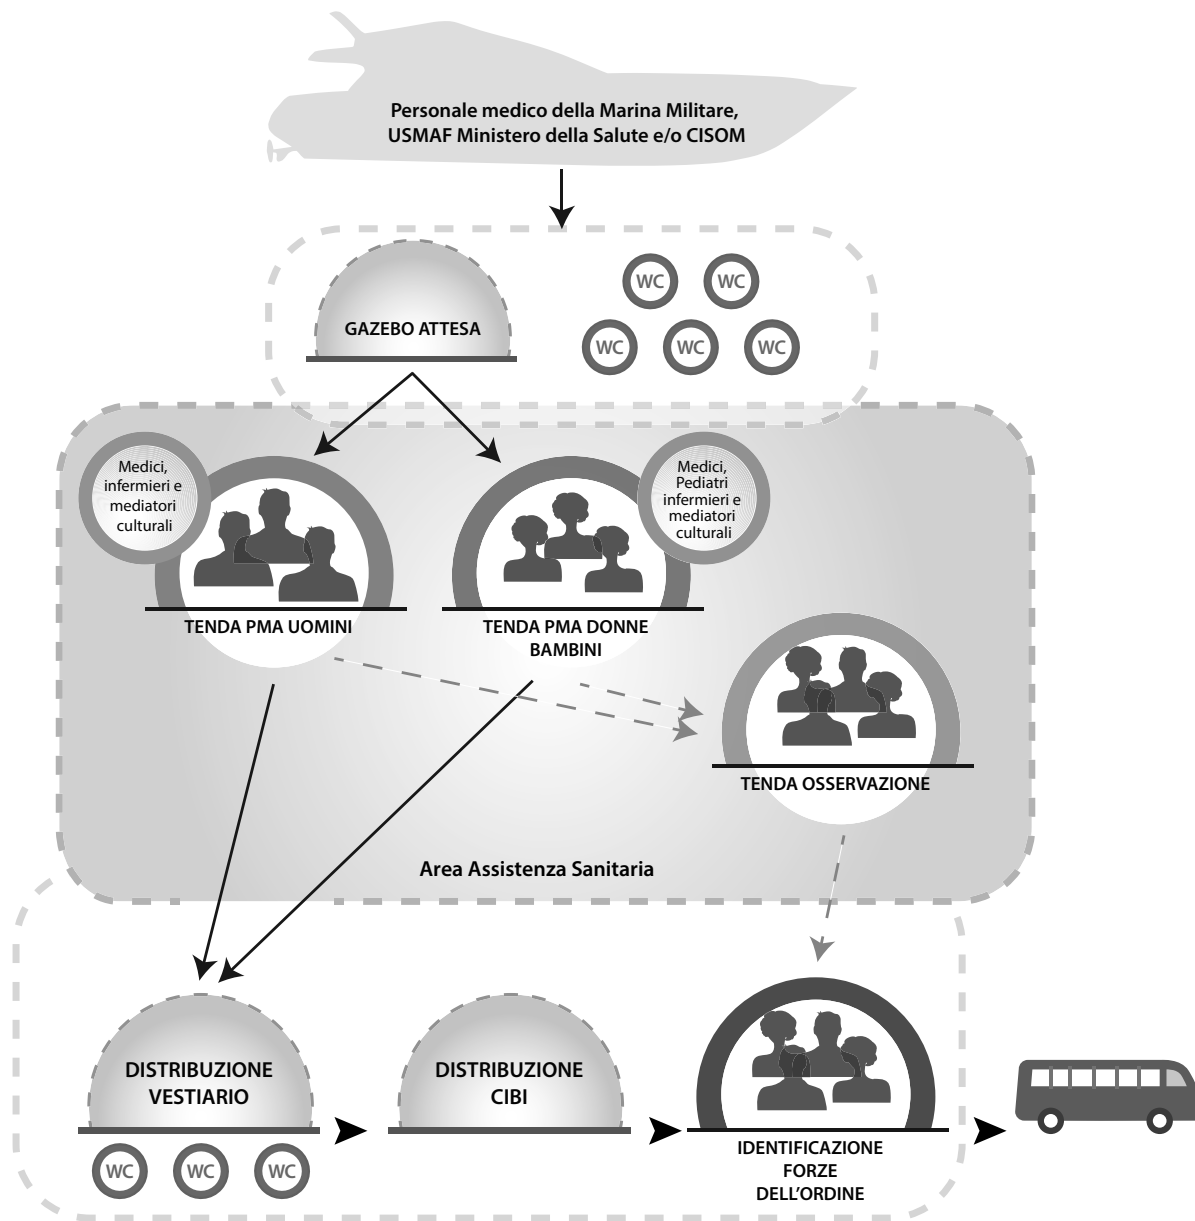 Personale medico della Marina Militare,
USMAF Ministero della Salute e/o CISOM
GAZEBO ATTESA
WC
WC
WC
WC
WC
Medici,
infermieri e
mediatori
culturali
Medici,
Pediatri
infermieri e
mediatori
culturali
TENDA PMA UOMINI
TENDA PMA DONNE
BAMBINI
TENDA OSSERVAZIONE
Area Assistenza Sanitaria
DISTRIBUZIONE
VESTIARIO
DISTRIBUZIONE
CIBI
WC
WC
WC
IDENTIFICAZIONE
FORZE
DELL’ORDINE